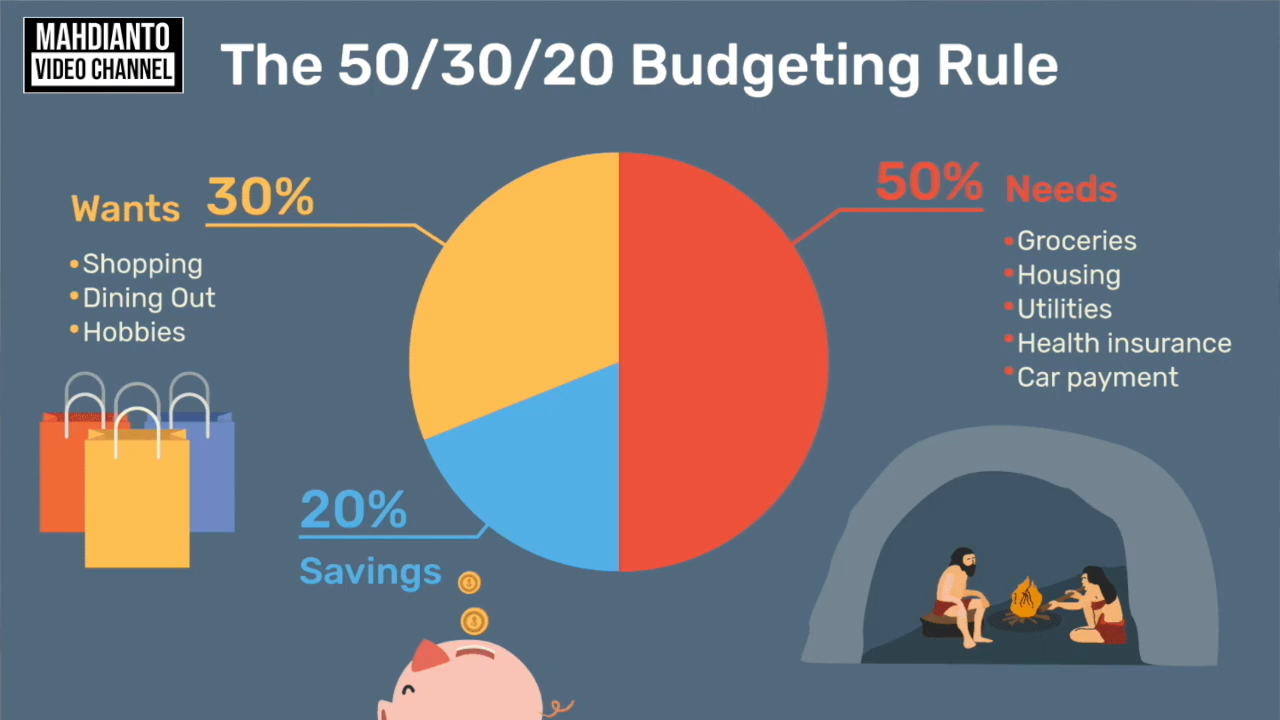 MAHDIANTO
VIDEO CHANNEL
The 50/30/20 Budgeting Rule
Wants 30%
• Shopping
• Dining Out
• Hobbies
50% Needs
• Groceries
• Housing
• Utilities
• Health insurance
• Car payment
20%
Savings